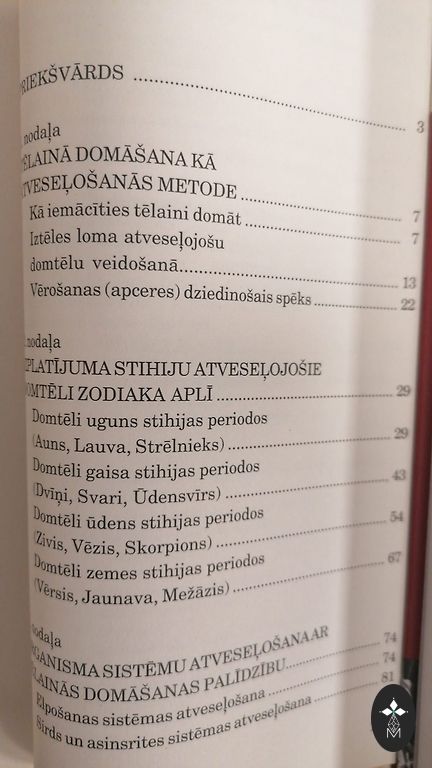 RIEKŠVĀRDS ........ 3
nodaļa
ĒLAINĀ DOMĀŠANA KĀ
ATVESEĻOŠANĀS METODE ........ 7
Kā iemācīties tēlaini domāt ........ 7
Iztēles loma atveseļojošu
domtēlu veidošanā ........ 13
Vērošanas (apceres) dziedinošais spēks ........ 22
nodaļa
ZPLATĪJUMA STIHIJU ATVESEĻOJOŠIE
DOMTĒLI ZODIAKA APLĪ ........ 29
Domtēli uguns stihijas periodos
(Auns, Lauva, Strēlnieks) ........ 29
Domtēli gaisa stihijas periodos
(Dvīņi, Svari, Ūdensvīrs) ........ 43
Domtēli ūdens stihijas periodos
(Zivis, Vēzis, Skorpions) ........ 54
Domtēli zemes stihijas periodos
(Vērsis, Jaunava, Mežāzis) ........ 67
nodaļa
RGANISMA SISTĒMU ATVESEĻOŠANA AR
ĒLAINĀS DOMĀŠANAS PALĪDZĪBU ........ 74
Elpošanas sistēmas atveseļošana ........ 74
Sirds un asinsrites sistēmas atveseļošana ........ 81
M